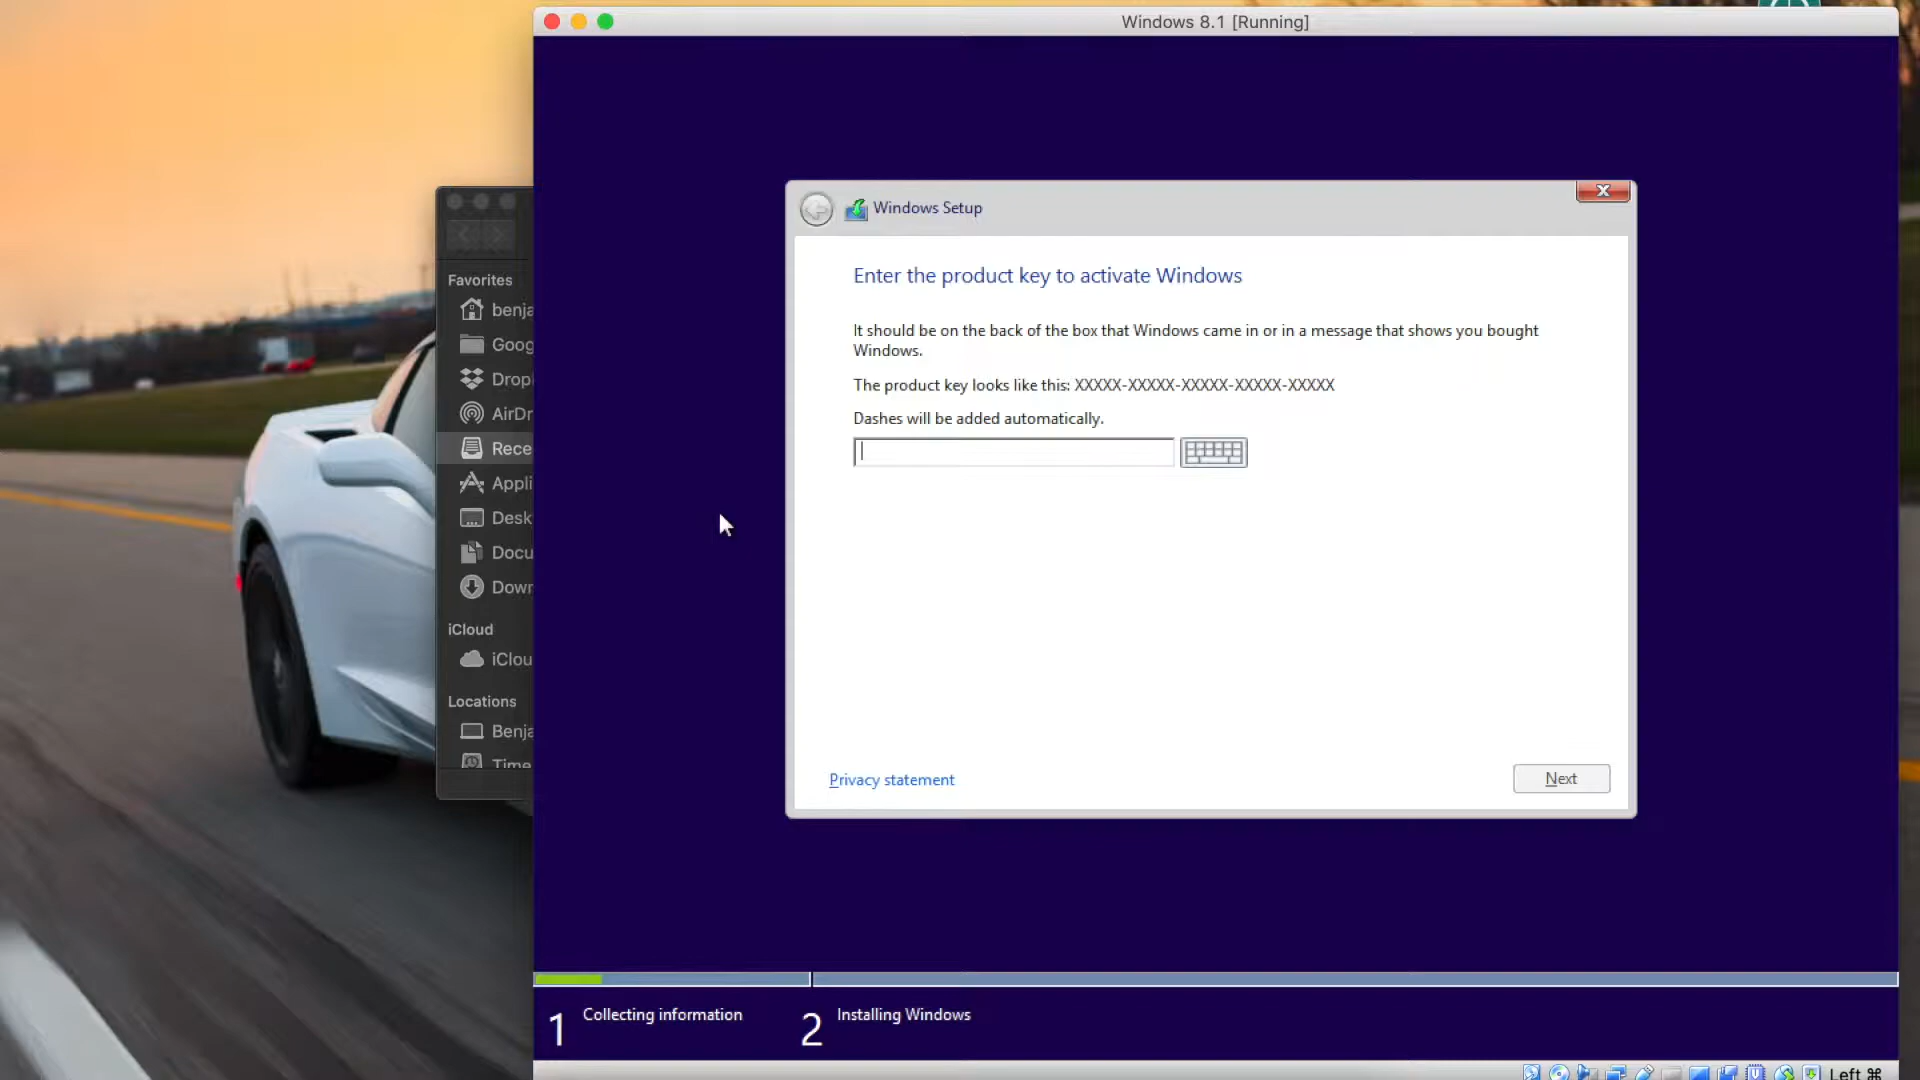 Windows 8.1 [Running]
Windows Setup
Enter the product key to activate Windows
It should be on the back of the box that Windows came in or in a message that shows you bought
Windows.
The product key looks like this: XXXXX-XXXXX-XXXXX-XXXXX-XXXXX
Dashes will be added automatically.
Privacy statement
Next
1 Collecting information
2 Installing Windows
Left ⌘
Favorites
benja
Goog
Drop
AirDr
Rece
Appli
Desk
Docu
Down
iCloud
iClou
Locations
Benja
Time